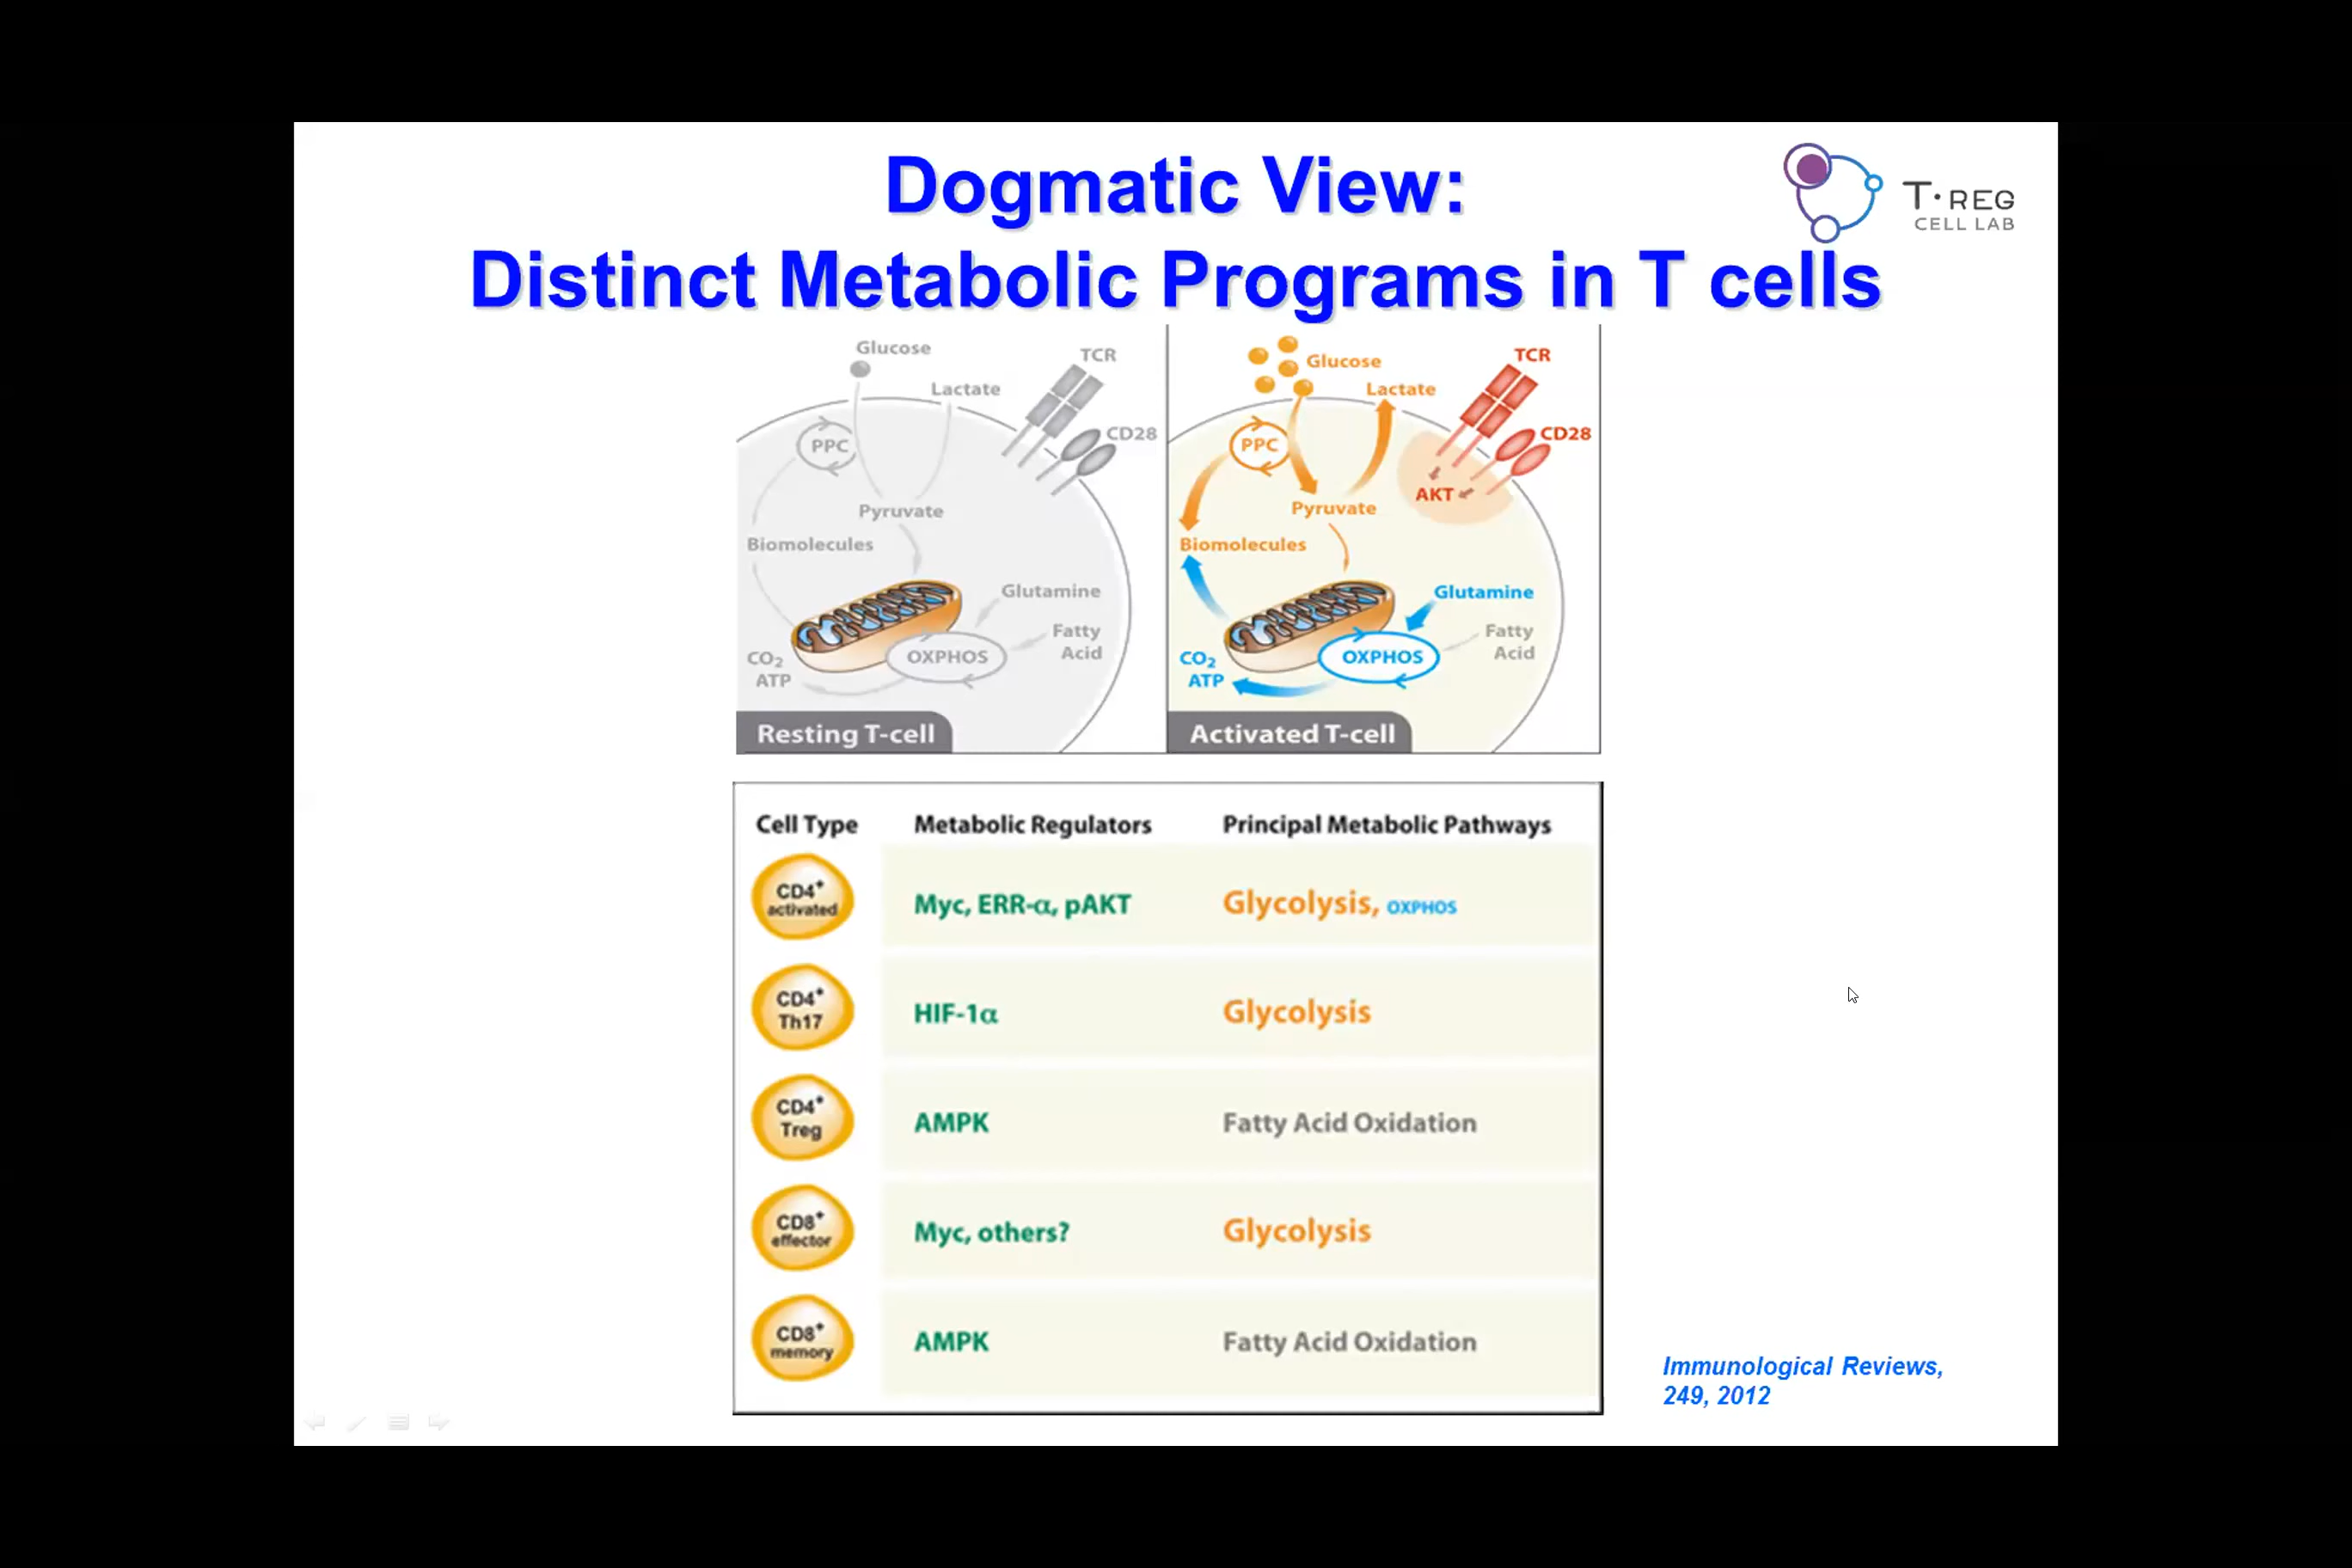 Dogmatic View:
Distinct Metabolic Programs in T cells
T·REG
CELL LAB
Glucose
Lactate
TCR
CD28
PPC
Pyruvate
Biomolecules
Glutamine
Fatty
Acid
OXPHOS
CO₂
ATP
Resting T-cell
Glucose
Lactate
TCR
CD28
PPC
AKT
Pyruvate
Biomolecules
Glutamine
Fatty
Acid
OXPHOS
CO₂
ATP
Activated T-cell
Cell Type Metabolic Regulators Principal Metabolic Pathways
CD4⁺
activated
Myc, ERR-α, pAKT Glycolysis, OXPHOS
CD4⁺
Th17
HIF-1α Glycolysis
CD4⁺
Treg
AMPK Fatty Acid Oxidation
CD8⁺
effector
Myc, others? Glycolysis
CD8⁺
memory
AMPK Fatty Acid Oxidation
Immunological Reviews,
249, 2012